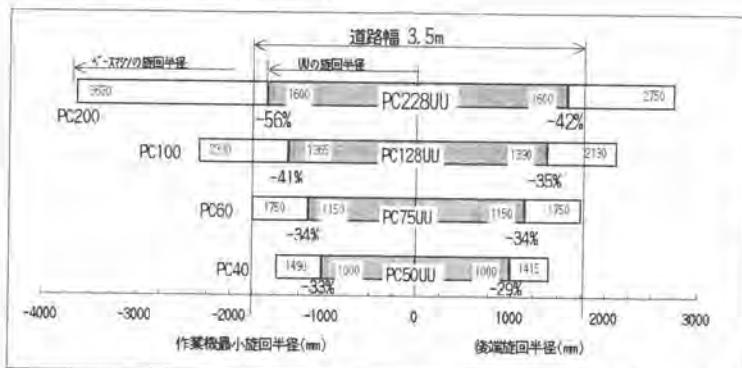 道路幅 3.5m
ベースマシンの旋回半径
UUの旋回半径
1600 PC228UU 1600 2750
PC200 -56% -42%
PC100 1365 PC128UU 1390 2130
-41% -35%
PC60 1750 1150 PC75UU 1150 1750
-34% -34%
PC40 1490 1000 PC50UU 1000 1415
-33% -29%
-4000 -3000 -2000 -1000 0 1000 2000 3000
作業機最小旋回半径(mm) 後端旋回半径(mm)